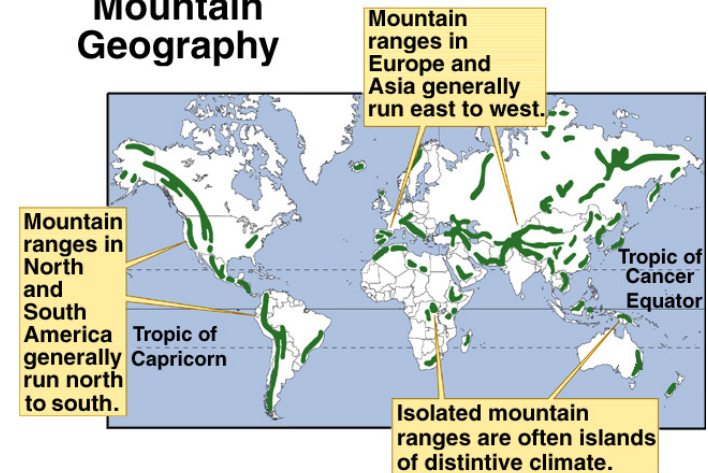 Mountain
Geography
Mountain
ranges in
Europe and
Asia generally
run east to west.
Mountain
ranges in
North
and
South
America
generally
run north
to south.
Tropic of
Cancer
Equator
Tropic of
Capricorn
Isolated mountain
ranges are often islands
of distinctive climate.